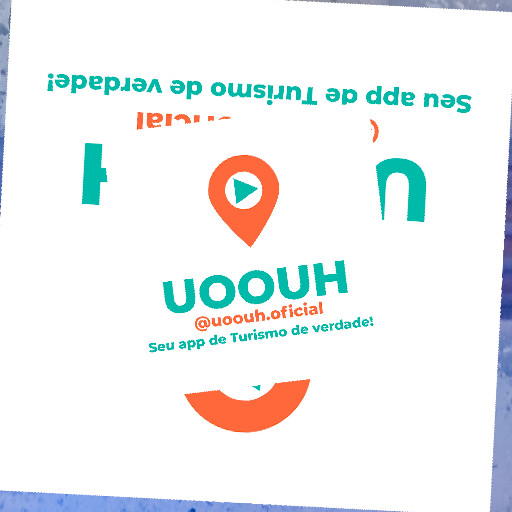 Seu app de Turismo de verdade!
UOOUH
@uoouh.oficial
Seu app de Turismo de verdade!